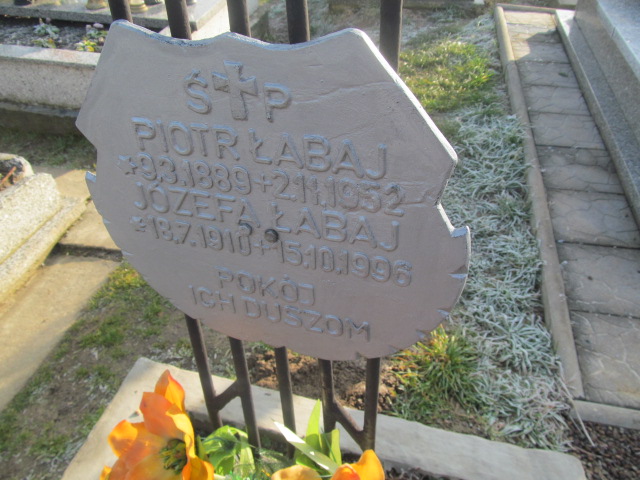 Ś P
PIOTR ŁABAJ
*9.3.1889+2.11.1952
JÓZEFA ŁABAJ
*18.7.1910+15.10.1996
POKÓJ
ICH DUSZOM